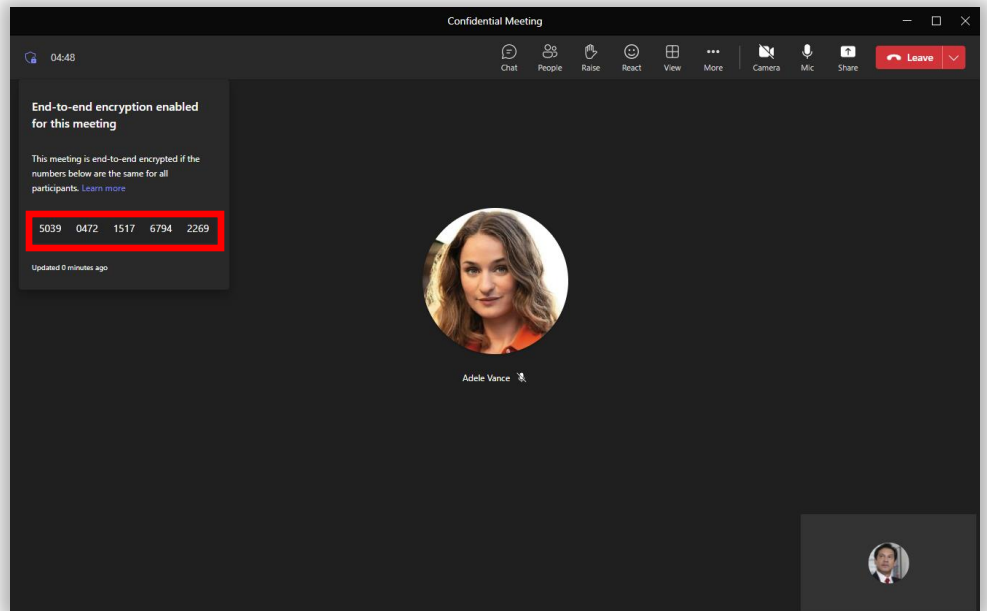 Confidential Meeting
04:48
Chat People Raise React View More Camera Mic Share Leave
End-to-end encryption enabled
for this meeting
This meeting is end-to-end encrypted if the
numbers below are the same for all
participants. Learn more
5039 0472 1517 6794 2269
Updated 0 minutes ago
Adele Vance